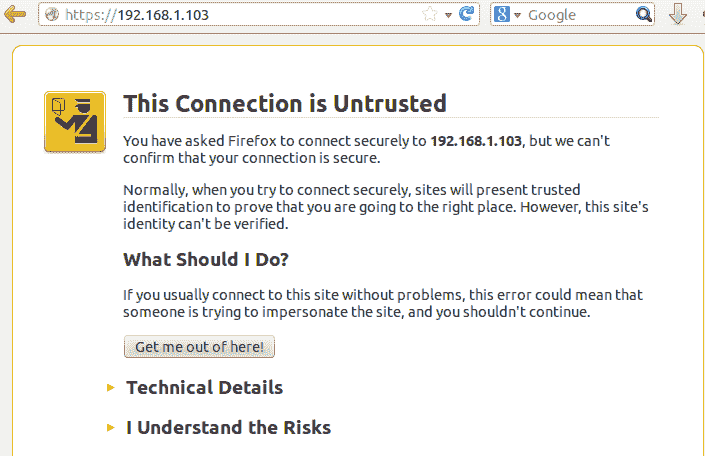 https://192.168.1.103
Google
This Connection is Untrusted
You have asked Firefox to connect securely to 192.168.1.103, but we can't
confirm that your connection is secure.
Normally, when you try to connect securely, sites will present trusted
identification to prove that you are going to the right place. However, this site's
identity can't be verified.
What Should I Do?
If you usually connect to this site without problems, this error could mean that
someone is trying to impersonate the site, and you shouldn't continue.
Get me out of here!
Technical Details
I Understand the Risks